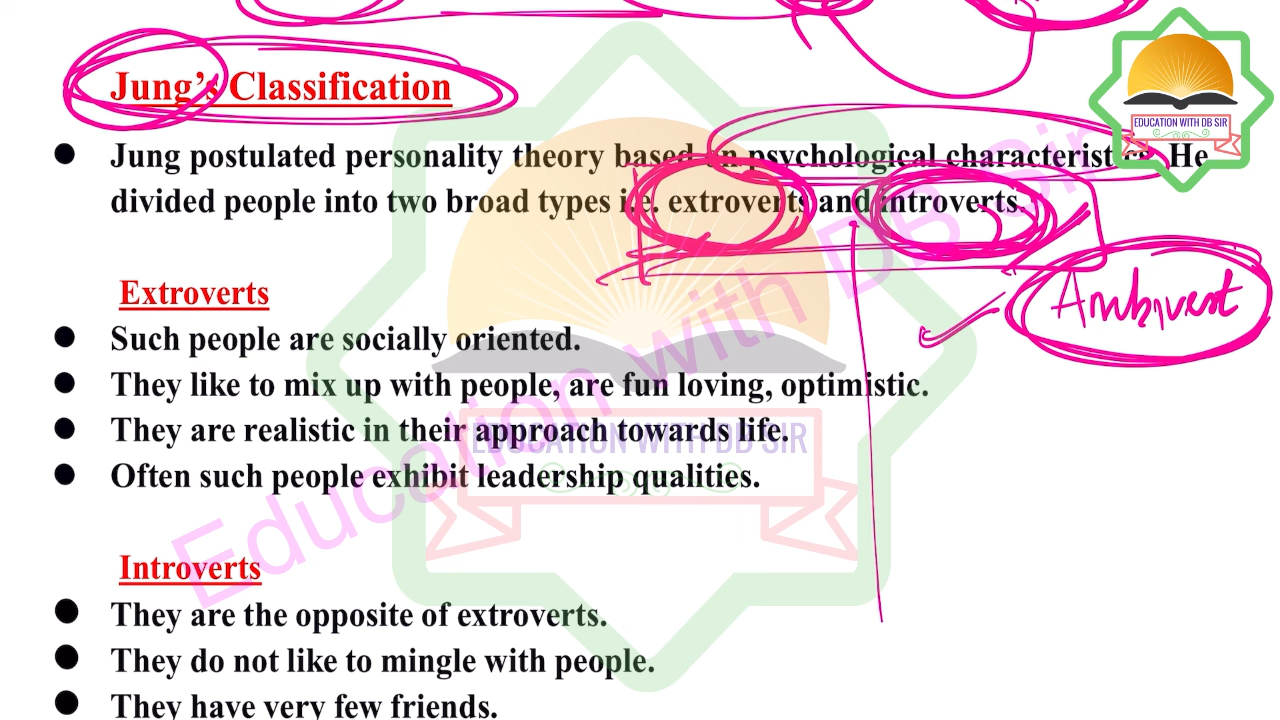 Jung's Classification
EDUCATION WITH DB SIR
● Jung postulated personality theory based on psychological characteristics. He
divided people into two broad types i.e. extroverts and introverts.
Ambivert
Extroverts
● Such people are socially oriented.
● They like to mix up with people, are fun loving, optimistic.
● They are realistic in their approach towards life.
EDUCATION WITH DB SIR
● Often such people exhibit leadership qualities.
Education with DB Sir
Introverts
● They are the opposite of extroverts.
● They do not like to mingle with people.
● They have very few friends.